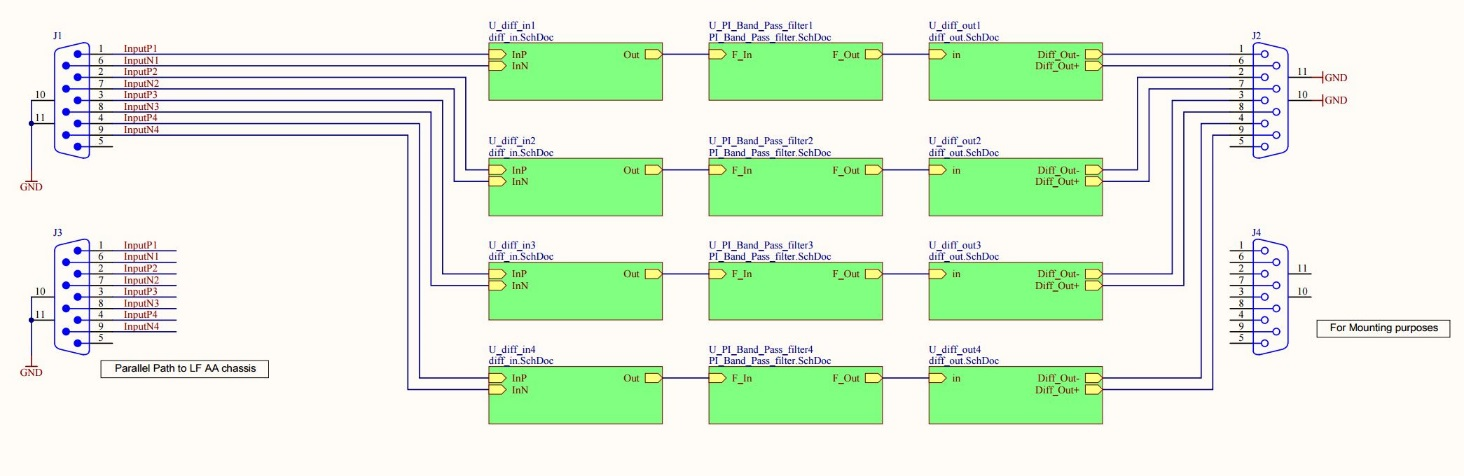 J1
1 InputP1
6 InputN1
2 InputP2
7 InputN2
3 InputP3
8 InputN3
4 InputP4
9 InputN4
5
10
11
GND
U_diff_in1
diff_in.SchDoc
InP
InN
Out
U_PI_Band_Pass_filter1
PI_Band_Pass_filter.SchDoc
F_In
F_Out
U_diff_out1
diff_out.SchDoc
in
Diff_Out-
Diff_Out+
J2
1
6
2
7
3
8
4
9
5
11
GND
10
GND
U_diff_in2
diff_in.SchDoc
InP
InN
Out
U_PI_Band_Pass_filter2
PI_Band_Pass_filter.SchDoc
F_In
F_Out
U_diff_out2
diff_out.SchDoc
in
Diff_Out-
Diff_Out+
J3
1 InputP1
6 InputN1
2 InputP2
7 InputN2
3 InputP3
8 InputN3
4 InputP4
9 InputN4
5
10
11
GND
Parallel Path to LF AA chassis
U_diff_in3
diff_in.SchDoc
InP
InN
Out
U_PI_Band_Pass_filter3
PI_Band_Pass_filter.SchDoc
F_In
F_Out
U_diff_out3
diff_out.SchDoc
in
Diff_Out-
Diff_Out+
J4
1
6
2
7
3
8
4
9
5
11
10
For Mounting purposes
U_diff_in4
diff_in.SchDoc
InP
InN
Out
U_PI_Band_Pass_filter4
PI_Band_Pass_filter.SchDoc
F_In
F_Out
U_diff_out4
diff_out.SchDoc
in
Diff_Out-
Diff_Out+